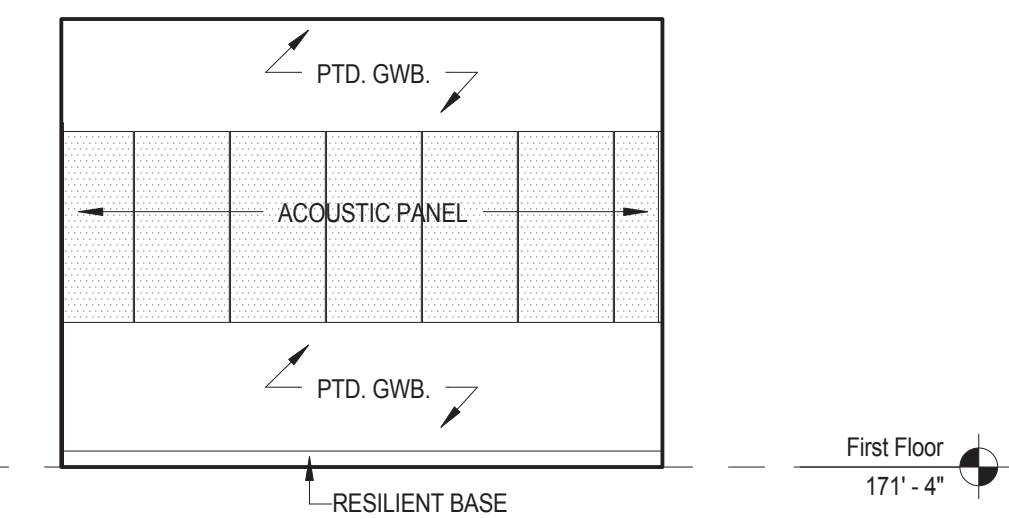 PTD. GWB.
ACOUSTIC PANEL
PTD. GWB.
First Floor
171' - 4"
RESILIENT BASE